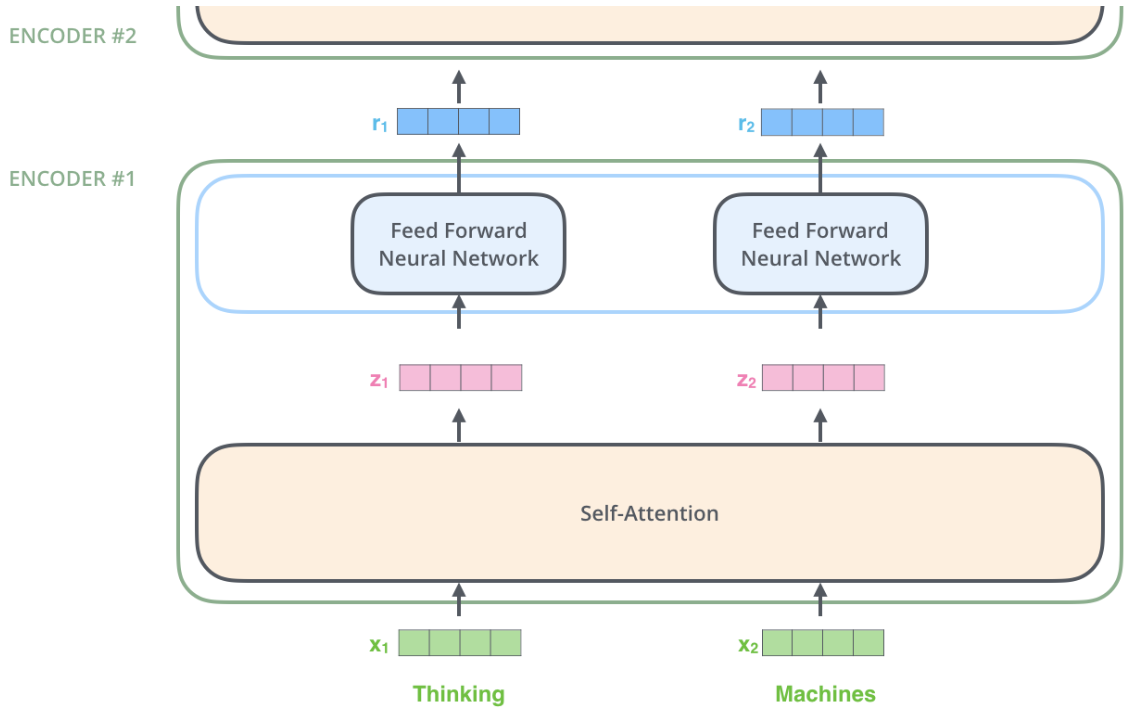 ENCODER #2
r₁
r₂
ENCODER #1
Feed Forward
Neural Network
Feed Forward
Neural Network
z₁
z₂
Self-Attention
x₁
x₂
Thinking
Machines